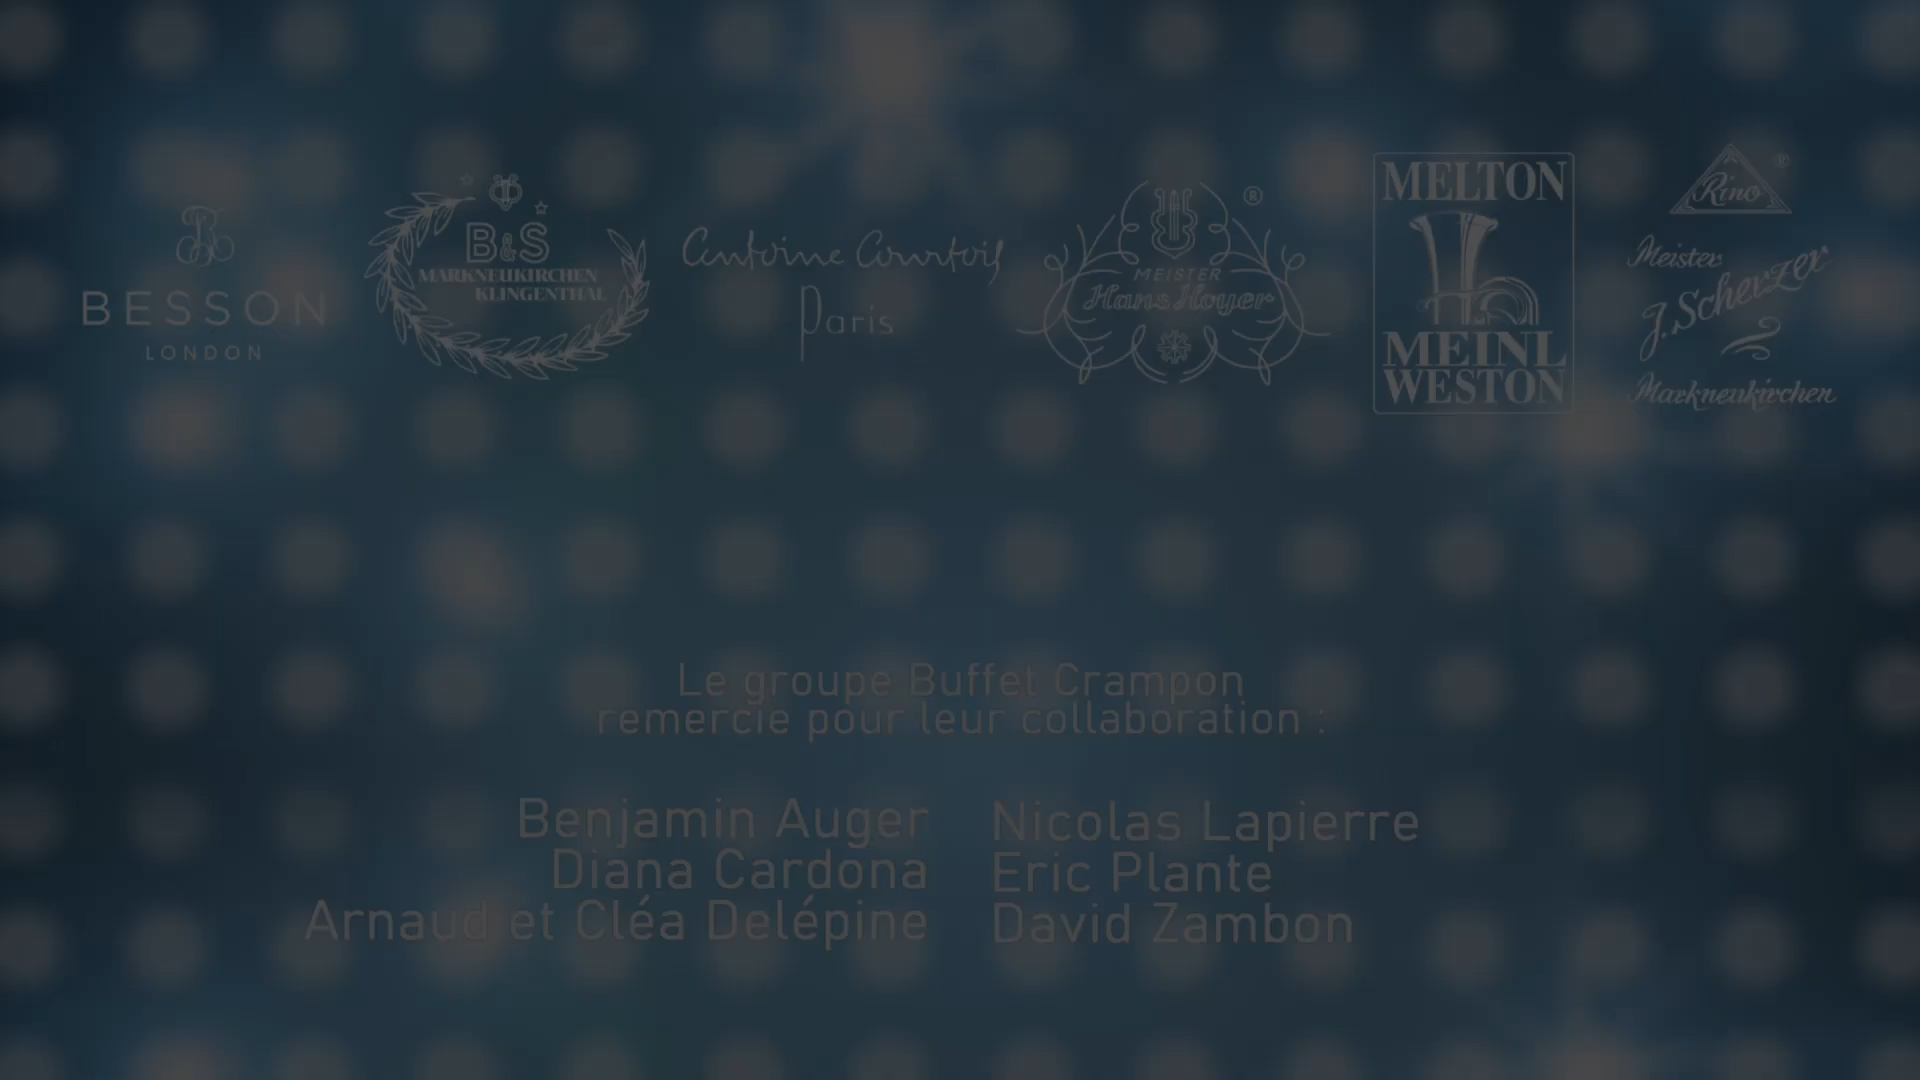 BESSON
LONDON
B&S
MARKNEUKIRCHEN
KLINGENTHAL
Antoine Courtois
Paris
®
MEISTER
Hans Hoyer
MELTON
MEINL
WESTON
®
Rino
Meister
J. Scherzer
Markneukirchen
Le groupe Buffet Crampon
remercie pour leur collaboration :
Benjamin Auger
Diana Cardona
Arnaud et Cléa Delépine
Nicolas Lapierre
Eric Plante
David Zambon